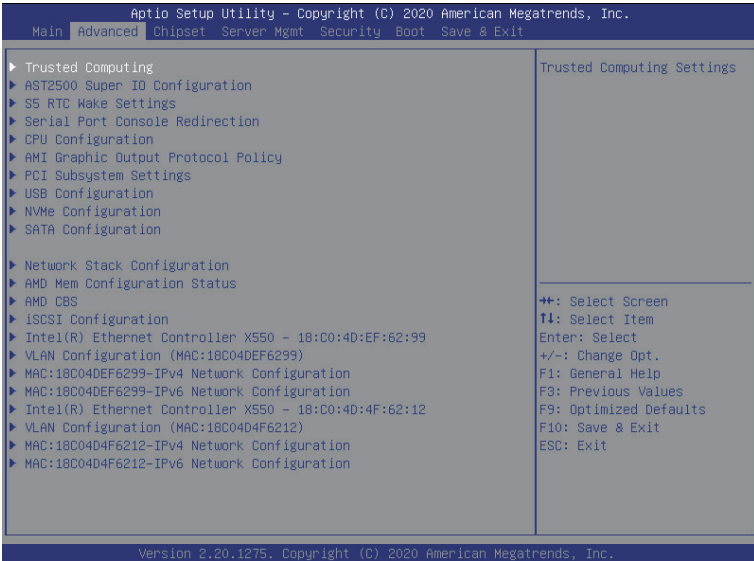 Aptio Setup Utility – Copyright (C) 2020 American Megatrends, Inc.
Main Advanced Chipset Server Mgmt Security Boot Save & Exit
▶ Trusted Computing
▶ AST2500 Super IO Configuration
▶ S5 RTC Wake Settings
▶ Serial Port Console Redirection
▶ CPU Configuration
▶ AMI Graphic Output Protocol Policy
▶ PCI Subsystem Settings
▶ USB Configuration
▶ NVMe Configuration
▶ SATA Configuration
▶ Network Stack Configuration
▶ AMD Mem Configuration Status
▶ AMD CBS
▶ iSCSI Configuration
▶ Intel(R) Ethernet Controller X550 – 18:C0:4D:EF:62:99
▶ VLAN Configuration (MAC:18C04DEF6299)
▶ MAC:18C04DEF6299–IPv4 Network Configuration
▶ MAC:18C04DEF6299–IPv6 Network Configuration
▶ Intel(R) Ethernet Controller X550 – 18:C0:4D:4F:62:12
▶ VLAN Configuration (MAC:18C04D4F6212)
▶ MAC:18C04D4F6212–IPv4 Network Configuration
▶ MAC:18C04D4F6212–IPv6 Network Configuration
Trusted Computing Settings
→←: Select Screen
↑↓: Select Item
Enter: Select
+/–: Change Opt.
F1: General Help
F3: Previous Values
F9: Optimized Defaults
F10: Save & Exit
ESC: Exit
Version 2.20.1275. Copyright (C) 2020 American Megatrends, Inc.